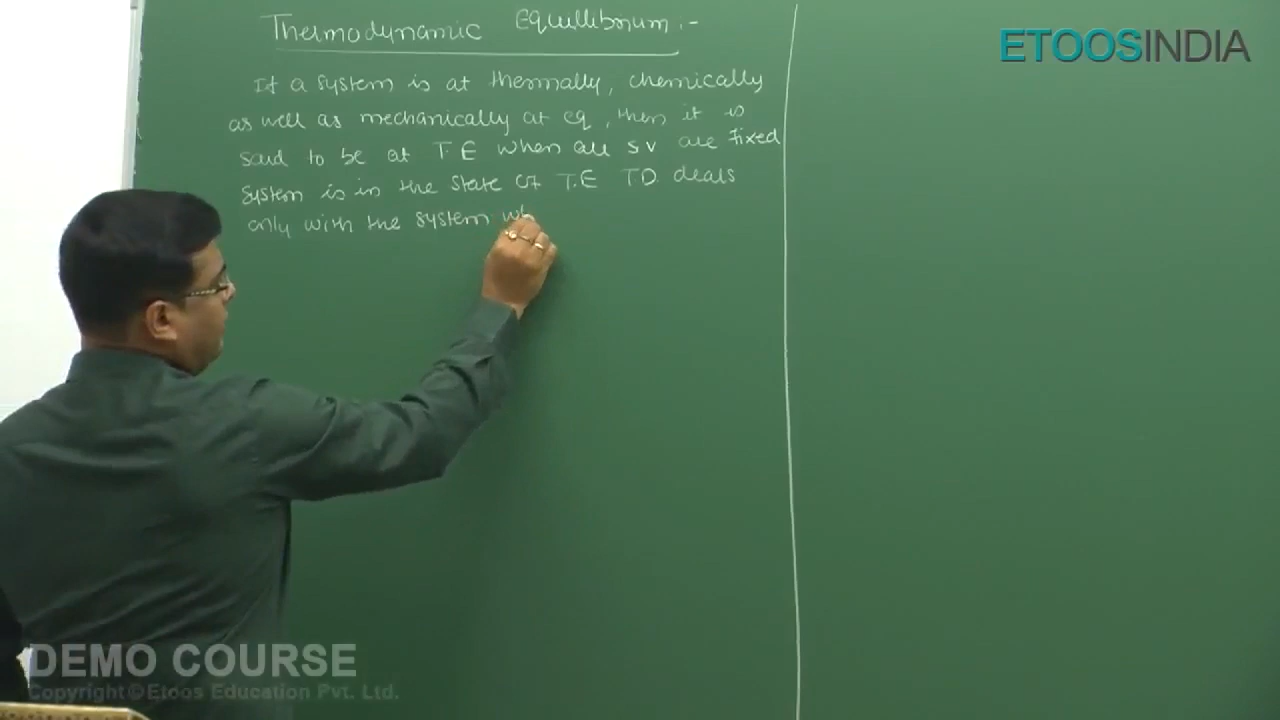 Thermodynamic Equillibrium :-
ETOOSINDIA
If a system is at thermally, chemically
as well as mechanically at eq, then it is
said to be at T.E when all S V are fixed
system is in the state of T.E TD deals
only with the system wh
DEMO COURSE
Copyright©Etoos Education Pvt. Ltd.